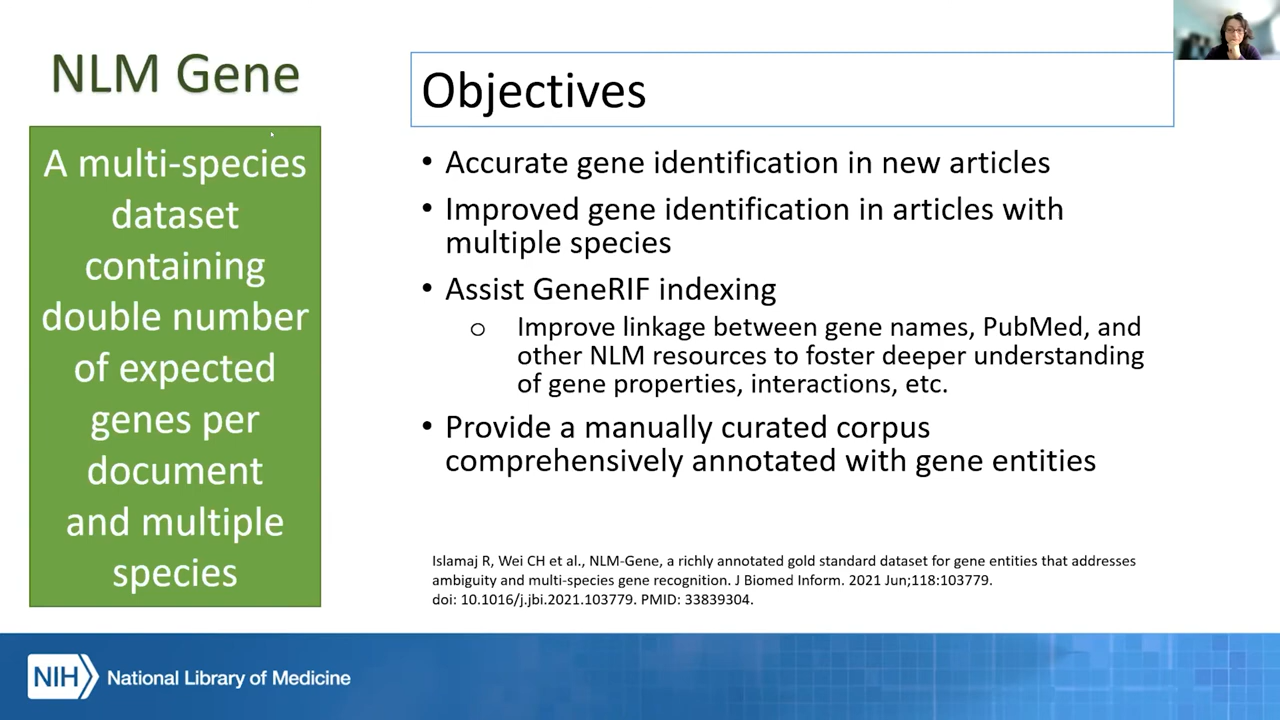 NLM Gene
A multi-species
dataset
containing
double number
of expected
genes per
document
and multiple
species
Objectives
• Accurate gene identification in new articles
• Improved gene identification in articles with
multiple species
• Assist GeneRIF indexing
o Improve linkage between gene names, PubMed, and
other NLM resources to foster deeper understanding
of gene properties, interactions, etc.
• Provide a manually curated corpus
comprehensively annotated with gene entities
Islamaj R, Wei CH et al., NLM-Gene, a richly annotated gold standard dataset for gene entities that addresses
ambiguity and multi-species gene recognition. J Biomed Inform. 2021 Jun;118:103779.
doi: 10.1016/j.jbi.2021.103779. PMID: 33839304.
NIH National Library of Medicine